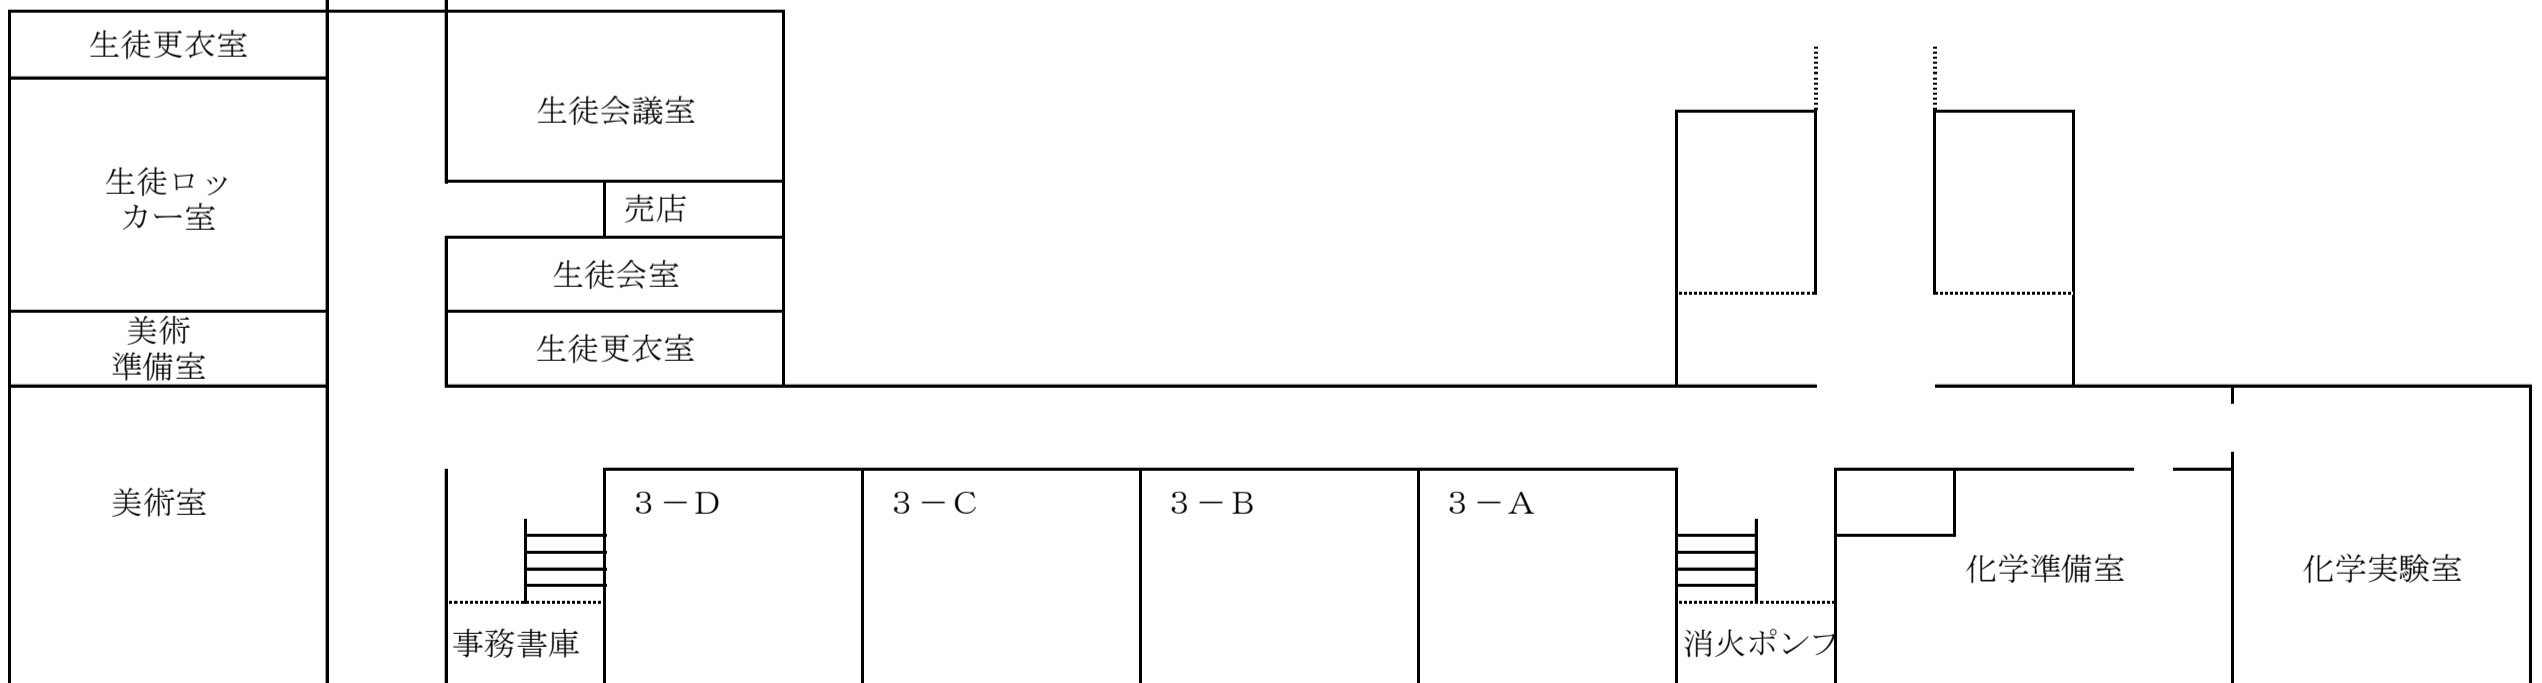 生徒更衣室
生徒会議室
生徒ロッ
カー室
売店
生徒会室
美術
準備室
生徒更衣室
美術室
３－D
３－C
３－B
３－A
化学準備室
化学実験室
事務書庫
消火ポンプ